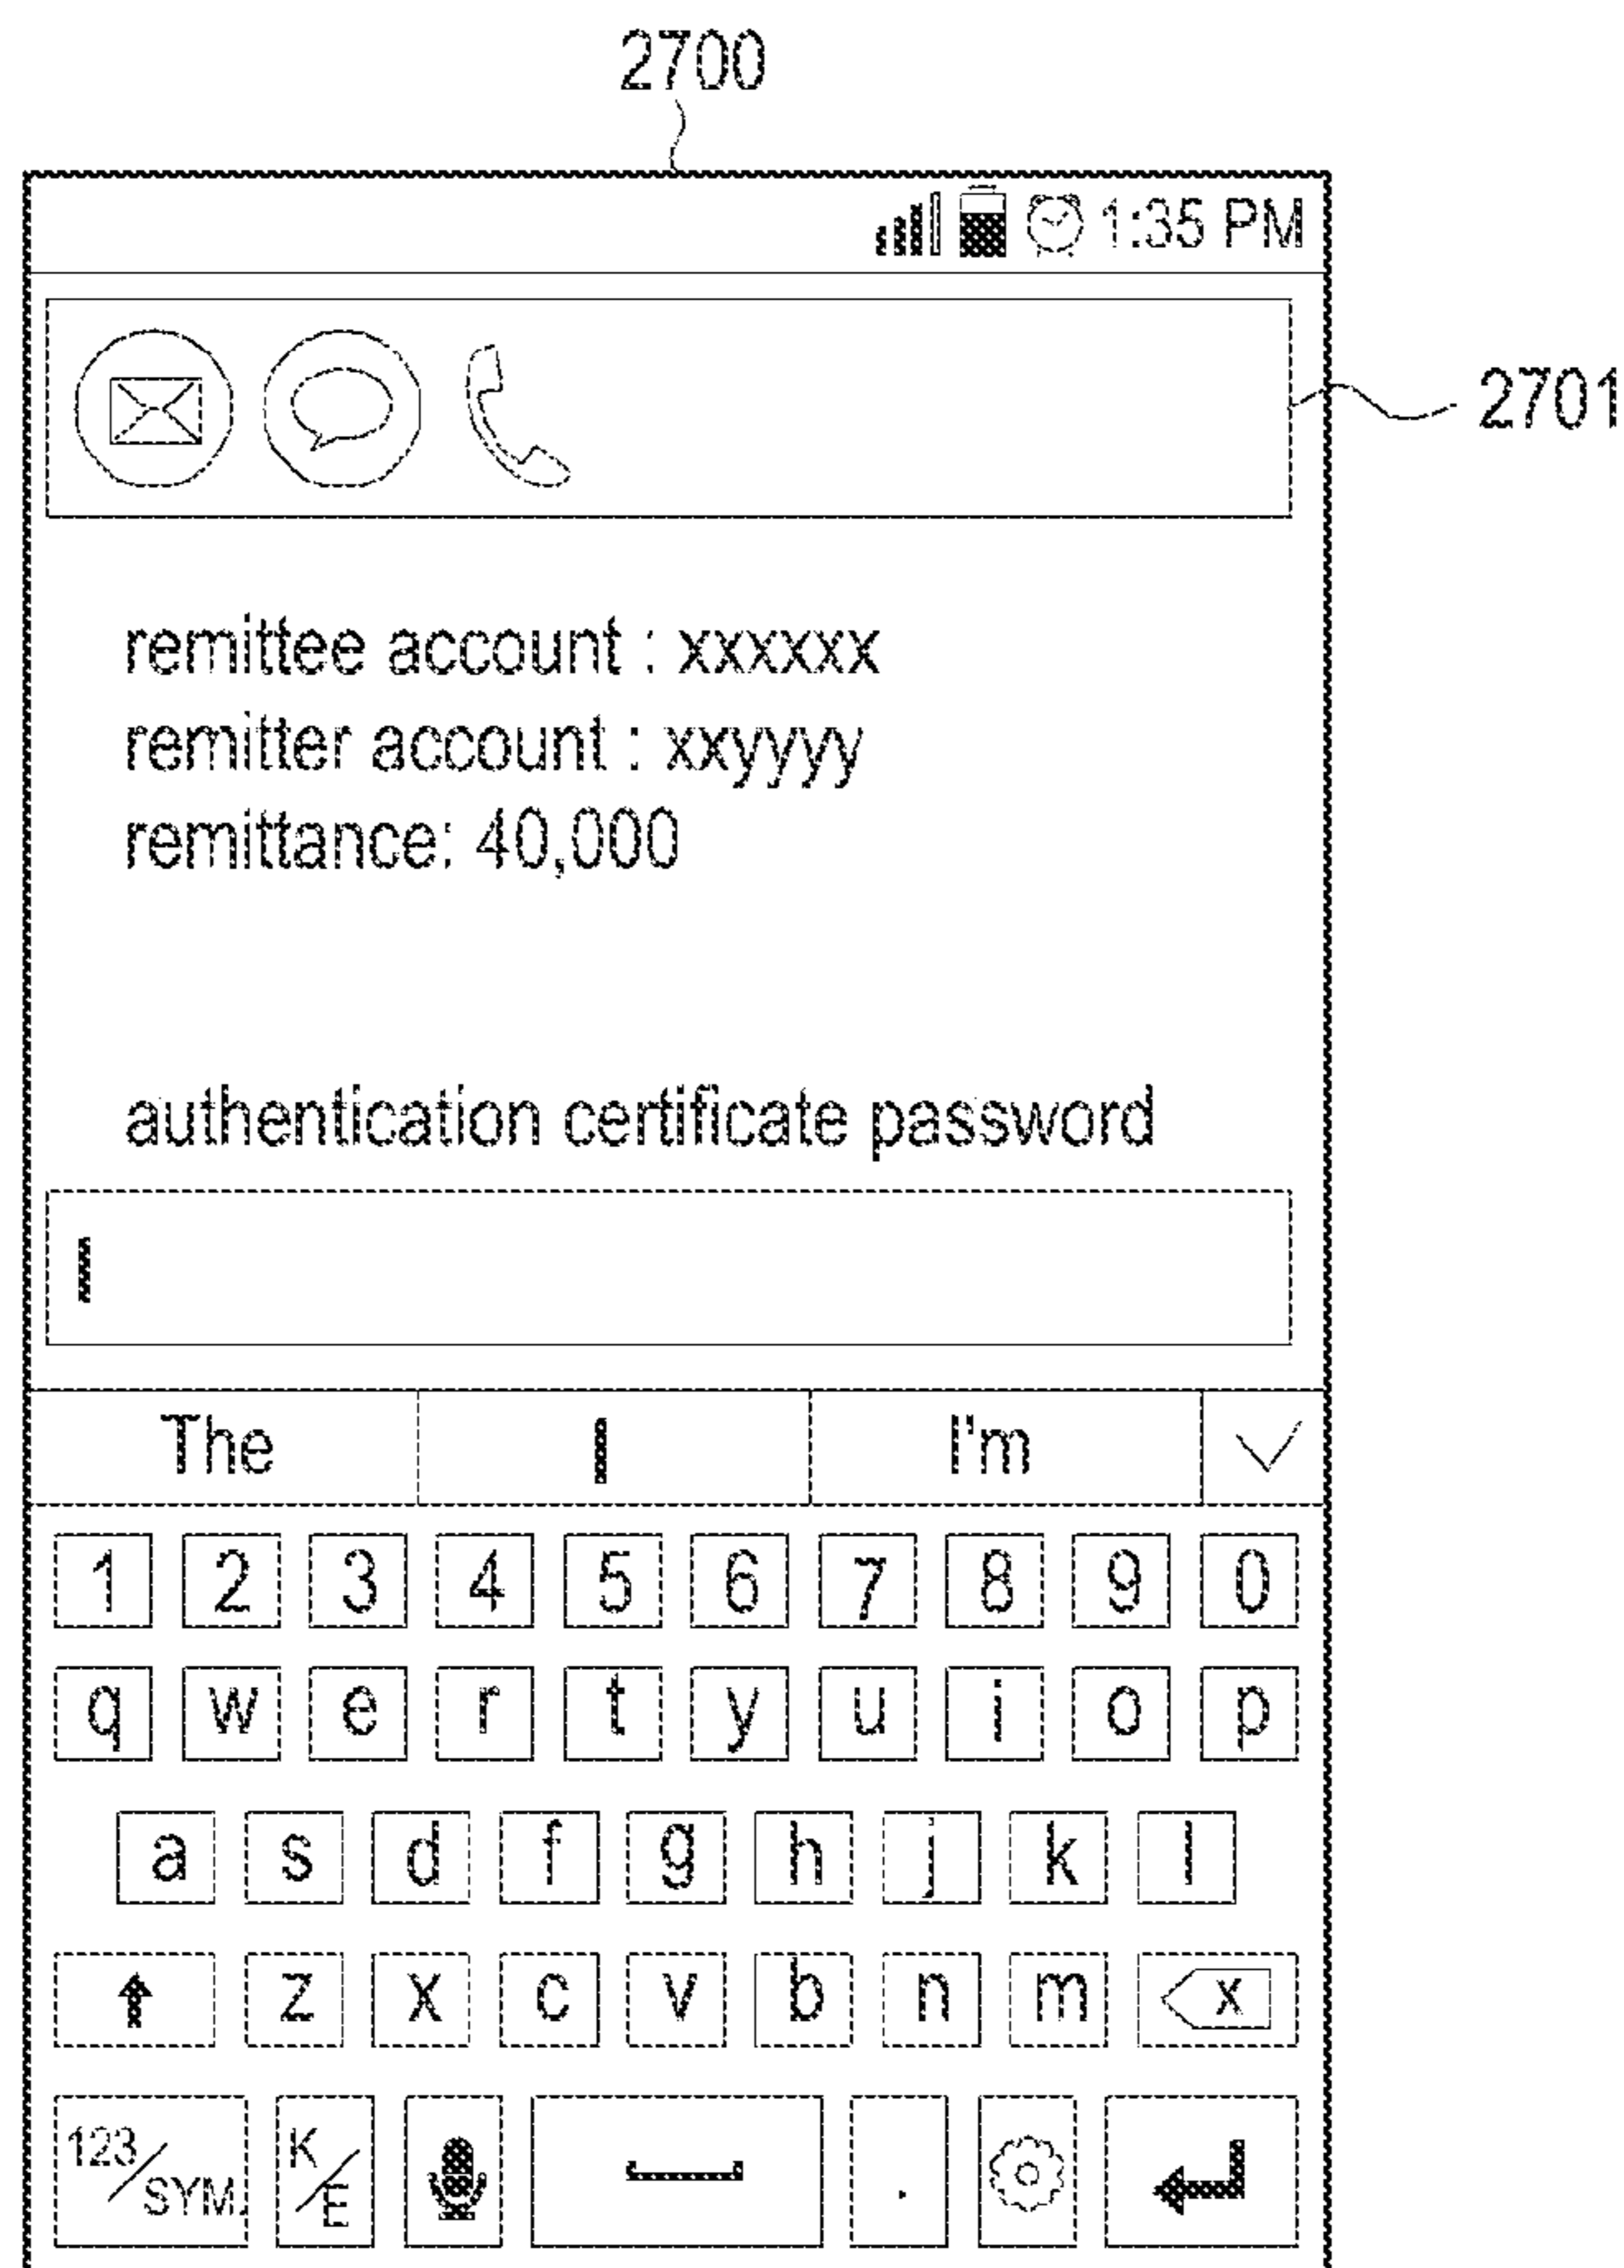 2700
1:35 PM
2701
remittee account : xxxxxx
remitter account : xxyyyy
remittance: 40,000
authentication certificate password
The I I'm
1 2 3 4 5 6 7 8 9 0
q w e r t y u i o p
a s d f g h j k l
z x c v b n m x
123/SYM. K/E .